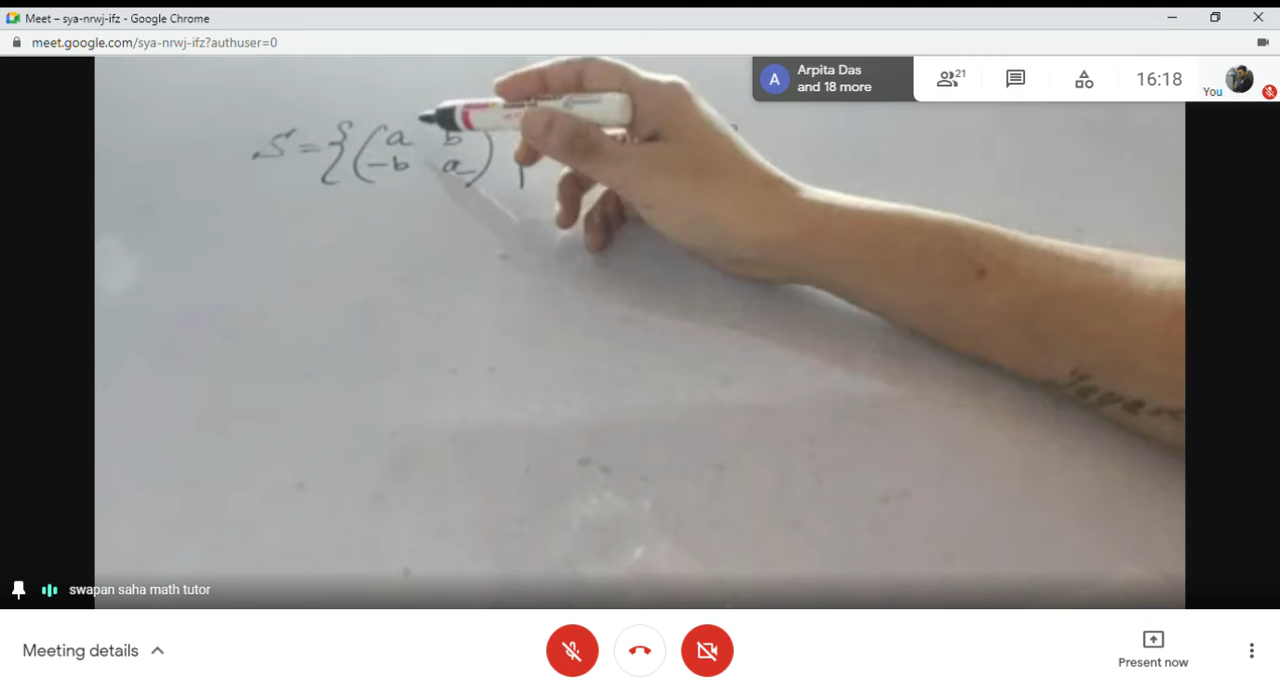 Meet – sya-nrwj-ifz - Google Chrome
meet.google.com/sya-nrwj-ifz?authuser=0
A
Arpita Das
and 18 more
21
16:18
You
S = { ( a b
-b a ) |
swapan saha math tutor
Meeting details
Present now